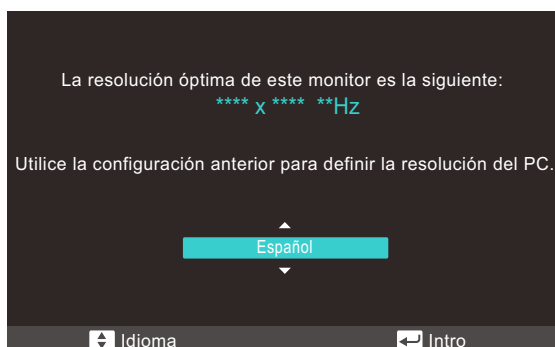 La resolución óptima de este monitor es la siguiente:
**** x **** **Hz
Utilice la configuración anterior para definir la resolución del PC.
Español
Idioma Intro